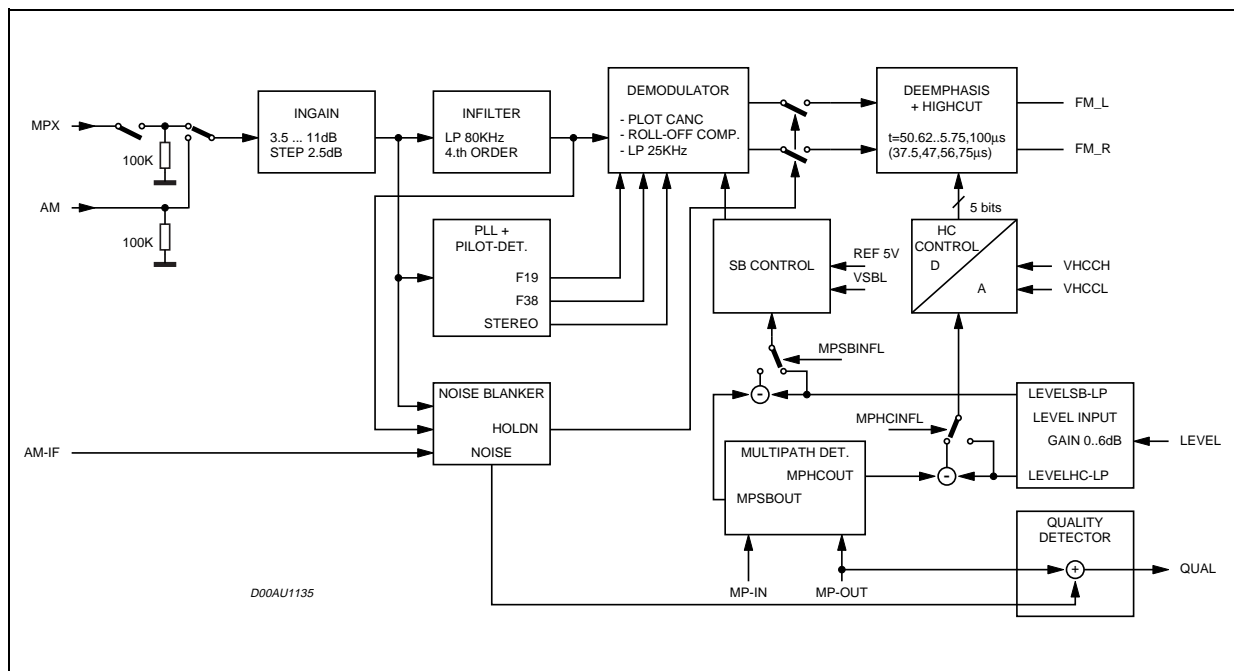 MPX
100K
AM
100K
INGAIN
3.5 ... 11dB
STEP 2.5dB
INFILTER
LP 80KHz
4.th ORDER
DEMODULATOR
- PLOT CANC
- ROLL-OFF COMP.
- LP 25KHz
DEEMPHASIS
+ HIGHCUT
t=50.62..5.75,100µs
(37.5,47,56,75µs)
FM_L
FM_R
5 bits
PLL +
PILOT-DET.
F19
F38
STEREO
SB CONTROL
REF 5V
VSBL
HC
CONTROL
D
A
VHCCH
VHCCL
MPSBINFL
-
NOISE BLANKER
HOLDN
NOISE
AM-IF
MPHCINFL
-
LEVELSB-LP
LEVEL INPUT
GAIN 0..6dB
LEVELHC-LP
LEVEL
MULTIPATH DET.
MPHCOUT
MPSBOUT
MP-IN
MP-OUT
QUALITY
DETECTOR
+
QUAL
D00AU1135